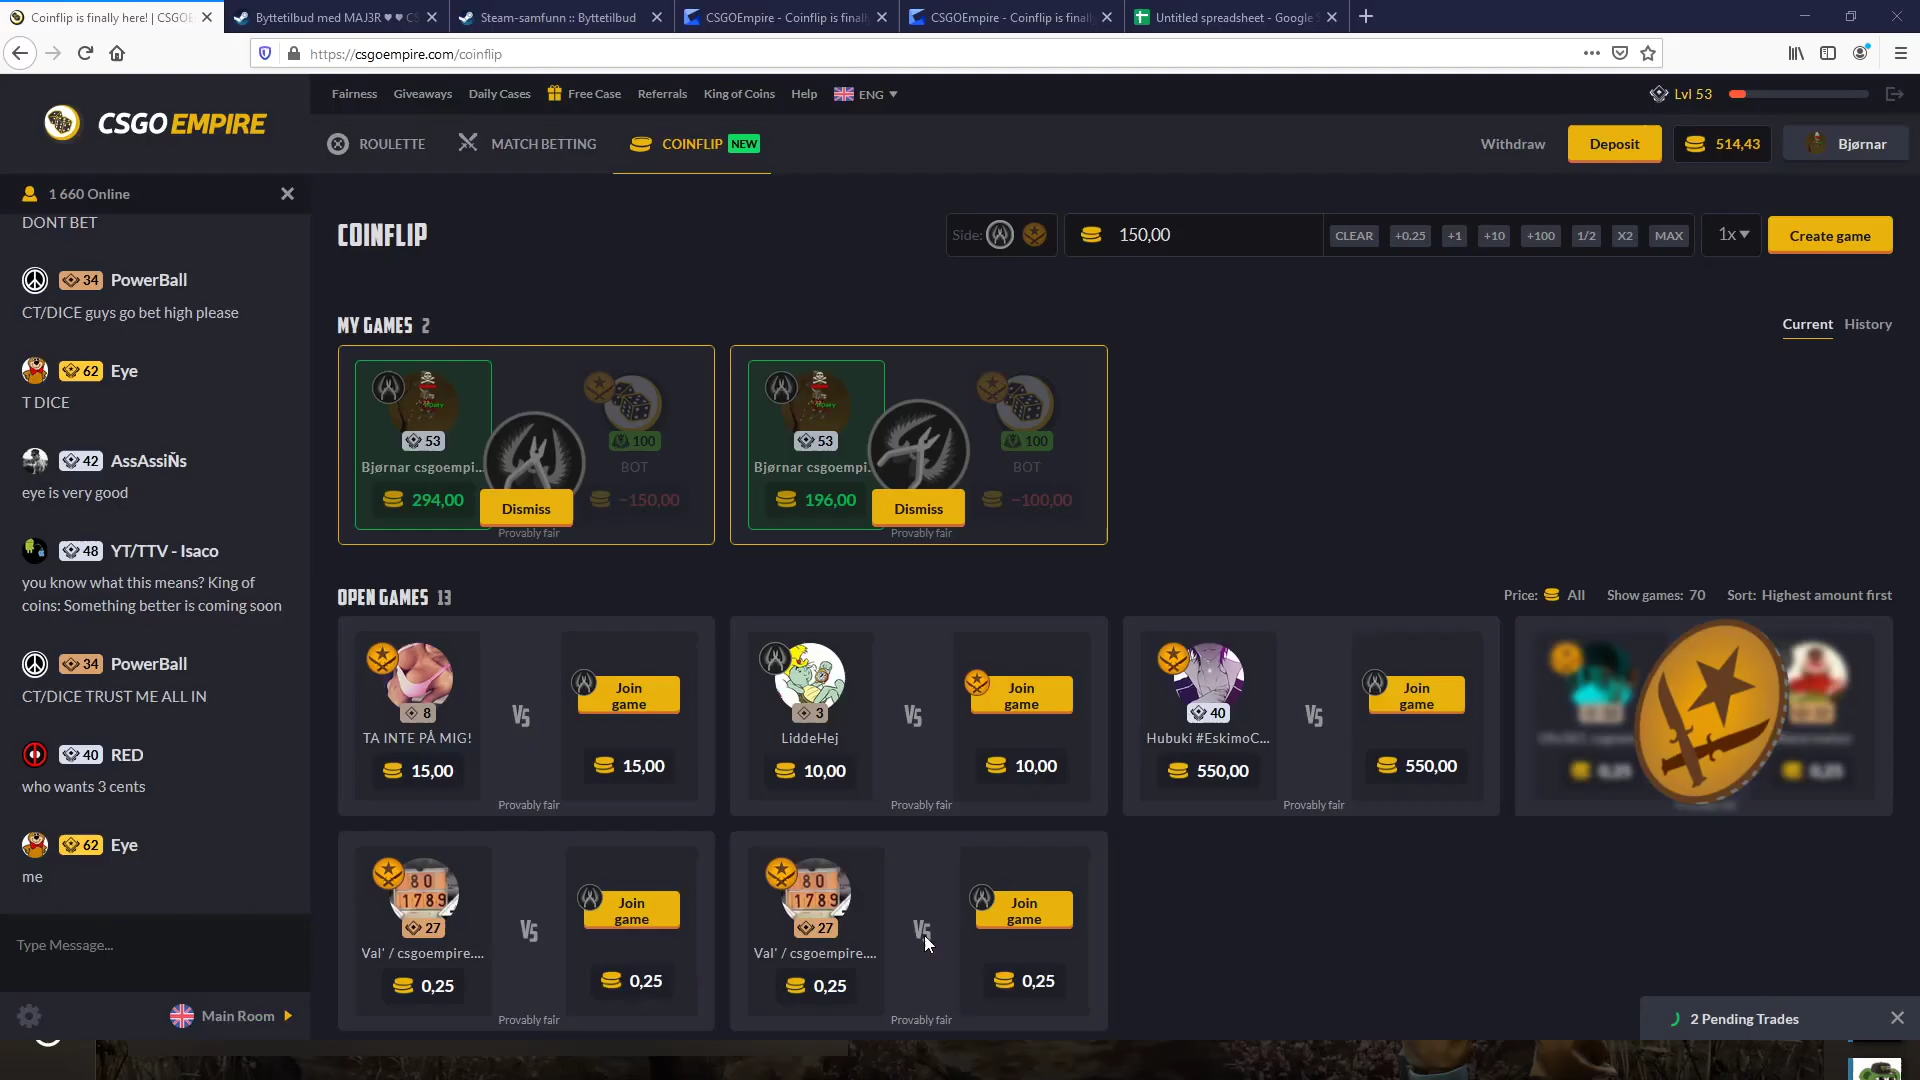 Coinflip is finally here! | CSGO
Byttetilbud med MAJ3R ♥ ♥ CS
Steam-samfunn :: Byttetilbud
CSGOEmpire - Coinflip is finall
CSGOEmpire - Coinflip is finall
Untitled spreadsheet - Google S
https://csgoempire.com/coinflip
Fairness
Giveaways
Daily Cases
Free Case
Referrals
King of Coins
Help
ENG
Lvl 53
CSGOEMPIRE
ROULETTE
MATCH BETTING
COINFLIP NEW
Withdraw
Deposit
514,43
Bjørnar
1 660 Online
DONT BET
34 PowerBall
CT/DICE guys go bet high please
62 Eye
T DICE
42 AssAssiÑs
eye is very good
48 YT/TTV - Isaco
you know what this means? King of
coins: Something better is coming soon
34 PowerBall
CT/DICE TRUST ME ALL IN
40 RED
who wants 3 cents
62 Eye
me
Type Message...
Main Room
COINFLIP
Side:
150,00
CLEAR
+0.25
+1
+10
+100
1/2
X2
MAX
1x
Create game
MY GAMES 2
Current
History
53
100
Bjørnar csgoempi...
BOT
294,00
Dismiss
-150,00
Provably fair
53
100
Bjørnar csgoempi.
BOT
196,00
Dismiss
-100,00
Provably fair
OPEN GAMES 13
Price: All
Show games: 70
Sort: Highest amount first
8
TA INTE PÅ MIG!
15,00
VS
Join
game
15,00
Provably fair
3
LiddeHej
10,00
VS
Join
game
10,00
Provably fair
40
Hubuki #EskimoC...
550,00
VS
Join
game
550,00
Provably fair
0,25
0,25
80
1789
27
Val' / csgoempire....
0,25
VS
Join
game
0,25
Provably fair
80
1789
27
Val' / csgoempire....
0,25
VS
Join
game
0,25
Provably fair
2 Pending Trades